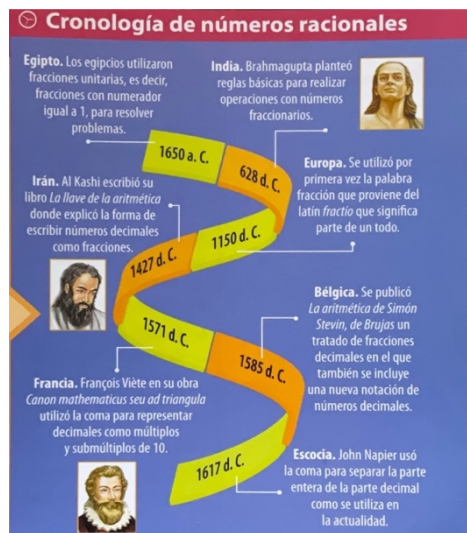 Cronología de números racionales
Egipto. Los egipcios utilizaron
fracciones unitarias, es decir,
fracciones con numerador
igual a 1, para resolver
problemas.
1650 a. C.
India. Brahmagupta planteó
reglas básicas para realizar
operaciones con números
fraccionarios.
628 d. C.
Europa. Se utilizó por
primera vez la palabra
fracción que proviene del
latín fractio que significa
parte de un todo.
1150 d. C.
Irán. Al Kashi escribió su
libro La llave de la aritmética
donde explicó la forma de
escribir números decimales
como fracciones.
1427 d. C.
1571 d. C.
Francia. François Viète en su obra
Canon mathematicus seu ad triangula
utilizó la coma para representar
decimales como múltiplos
y submúltiplos de 10.
Bélgica. Se publicó
La aritmética de Simón
Stevin, de Brujas un
tratado de fracciones
decimales en el que
también se incluye
una nueva notación de
números decimales.
1585 d. C.
Escocia. John Napier usó
la coma para separar la parte
entera de la parte decimal
como se utiliza en
la actualidad.
1617 d. C.